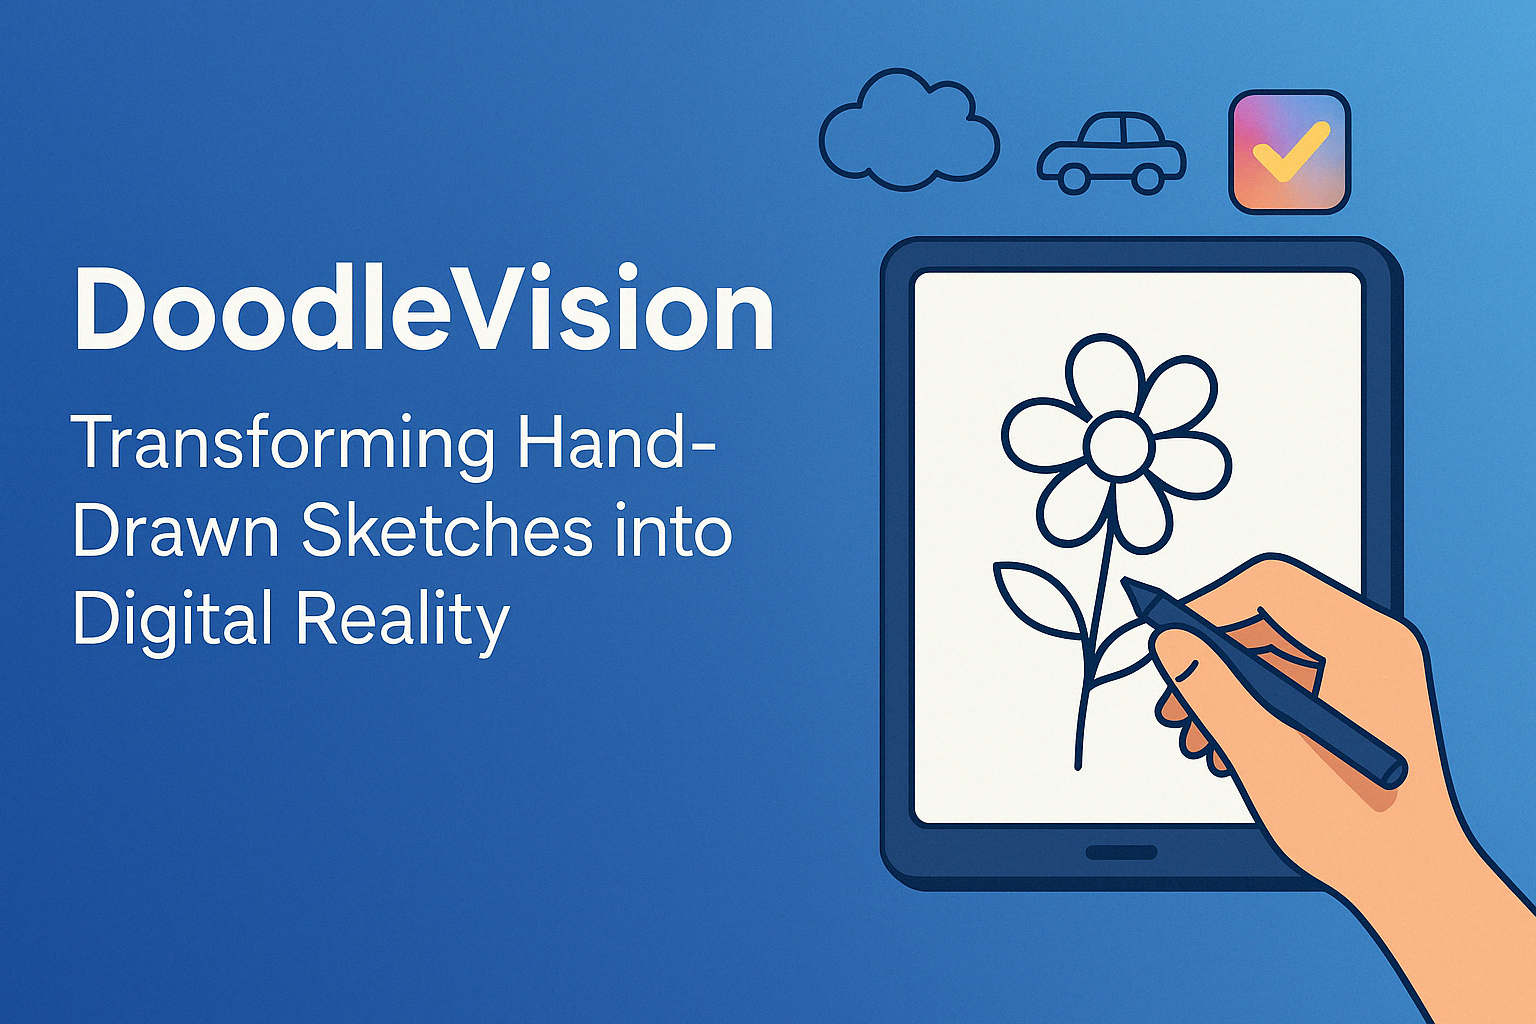 DoodleVision
Transforming Hand-
Drawn Sketches into
Digital Reality